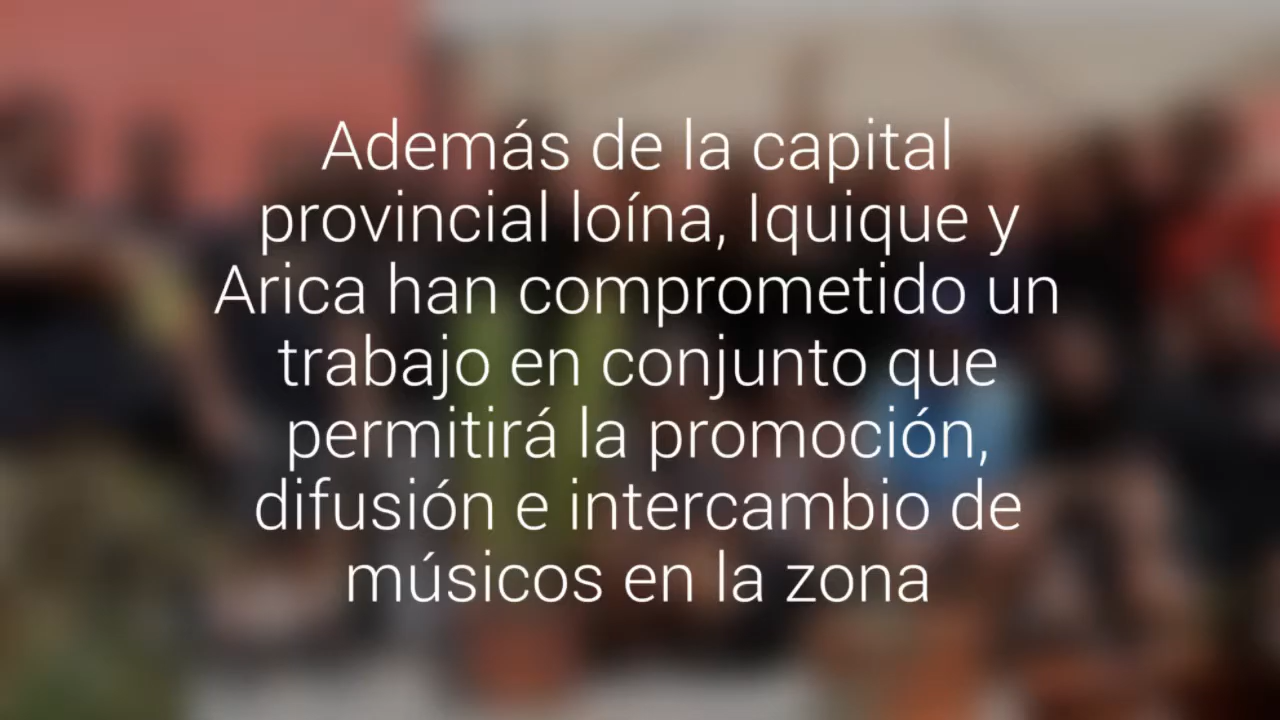 Además de la capital
provincial loína, Iquique y
Arica han comprometido un
trabajo en conjunto que
permitirá la promoción,
difusión e intercambio de
músicos en la zona